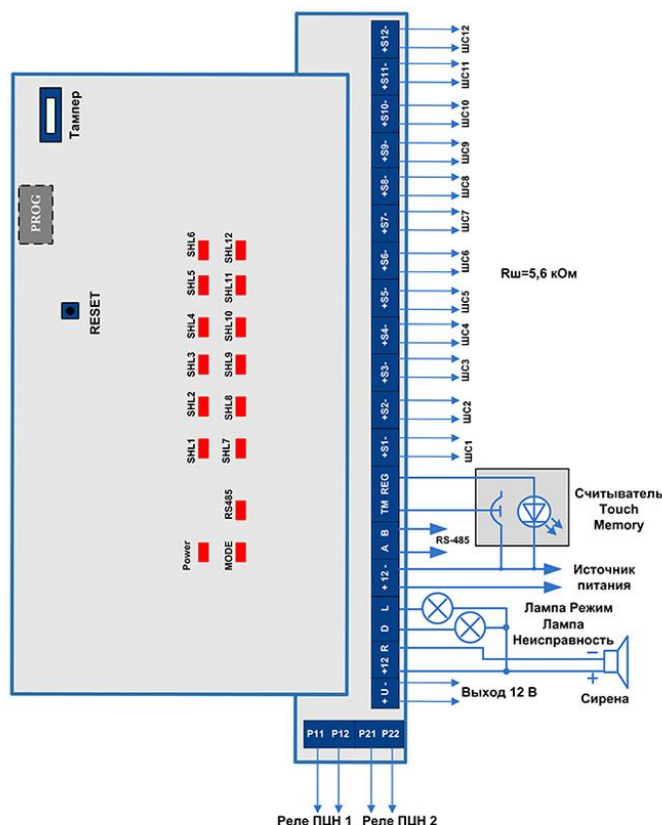 Тампер
PROG
RESET
SHL6
SHL12
SHL5
SHL11
SHL4
SHL10
SHL3
SHL9
SHL2
SHL8
SHL1
SHL7
RS485
Power
MODE
+S12-
ШС12
+S11-
ШС11
+S10-
ШС10
+S9-
ШС9
+S8-
ШС8
+S7-
ШС7
+S6-
ШС6
+S5-
ШС5
+S4-
ШС4
+S3-
ШС3
+S2-
ШС2
+S1-
ШС1
Rш=5,6 кОм
REG
TM
B
A
RS-485
Считыватель
Touch
Memory
+ 12 -
Источник
питания
L
D
Лампа Режим
Лампа
Неисправность
R
+12
–
+
Сирена
+ U -
Выход 12 В
P11 P12 P21 P22
Реле ПЦН 1 Реле ПЦН 2